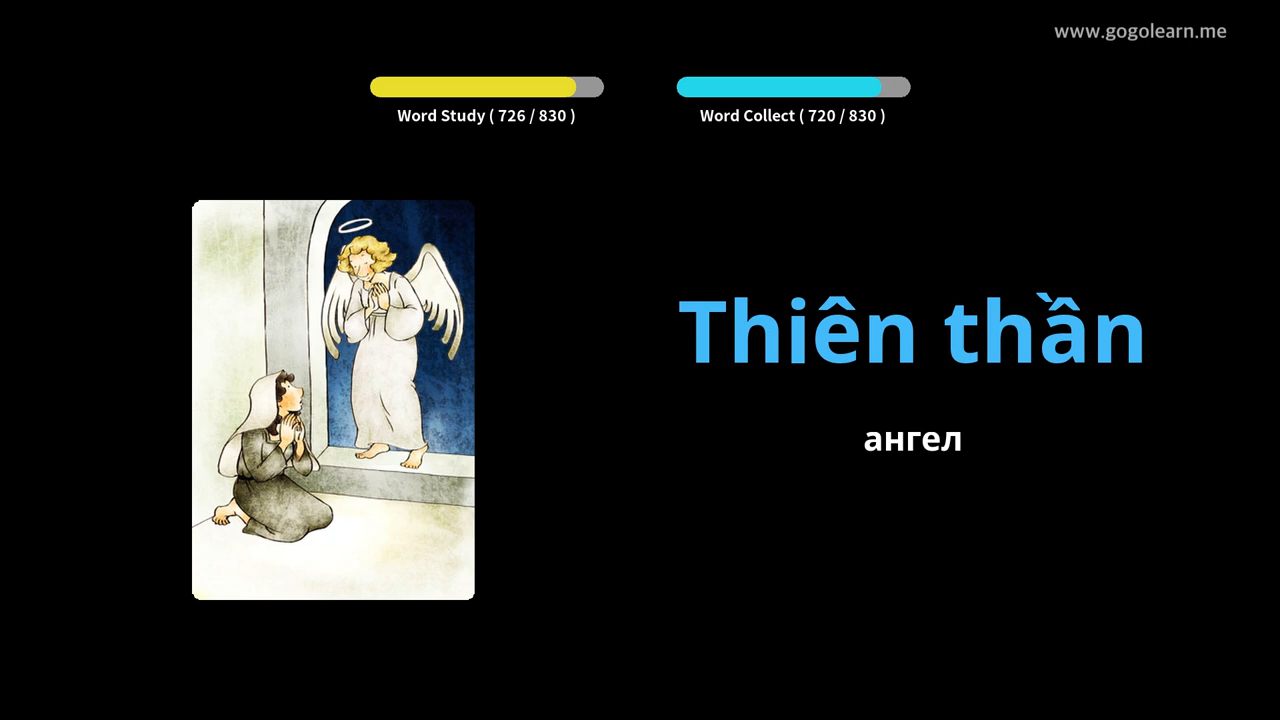 www.gogolearn.me
Word Study ( 726 / 830 )
Word Collect ( 720 / 830 )
Thiên thần
ангел